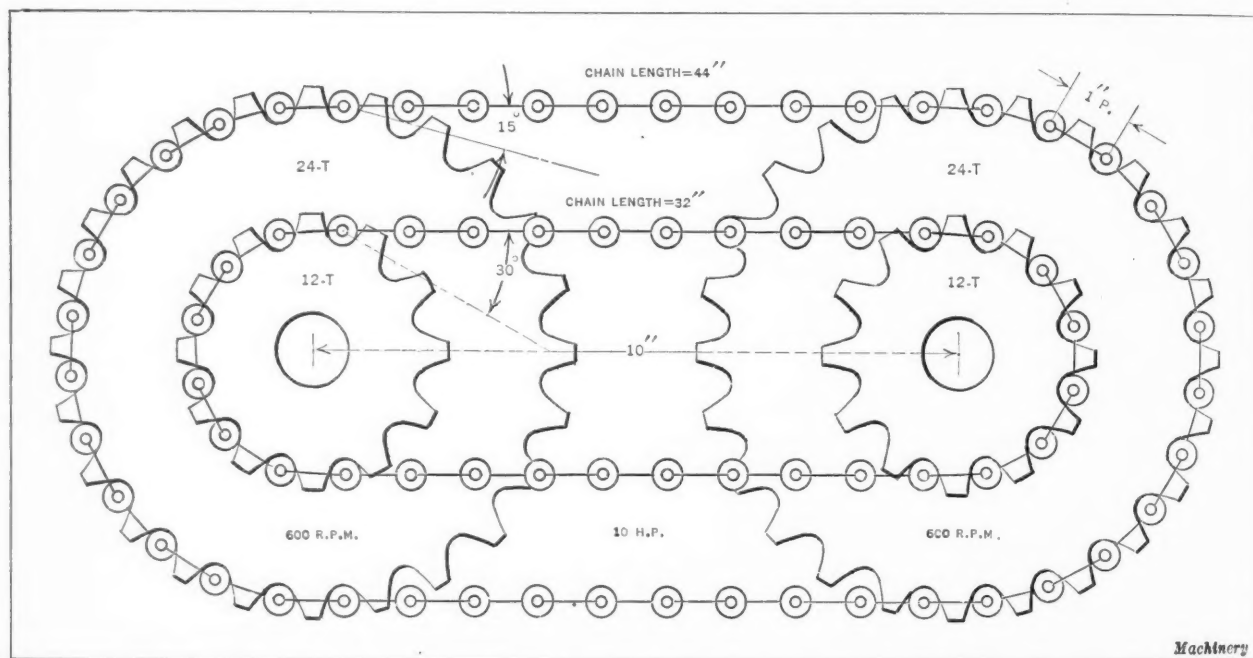 CHAIN LENGTH=44"
1" P.
15°
24-T
24-T
CHAIN LENGTH=32"
30°
12-T
12-T
10"
600 R.P.M.
10 H.P.
600 R.P.M.
Machinery